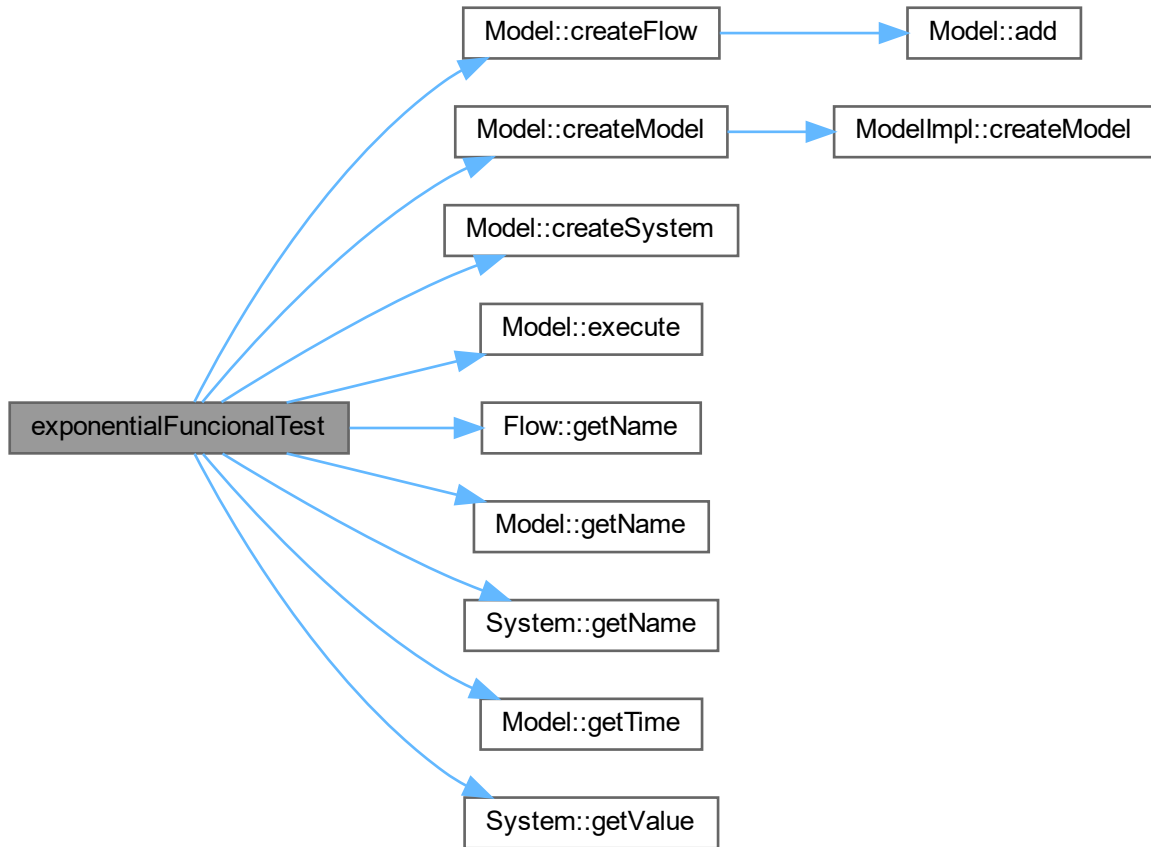 Model::createFlow
Model::add
Model::createModel
ModelImpl::createModel
Model::createSystem
Model::execute
exponentialFuncionalTest
Flow::getName
Model::getName
System::getName
Model::getTime
System::getValue